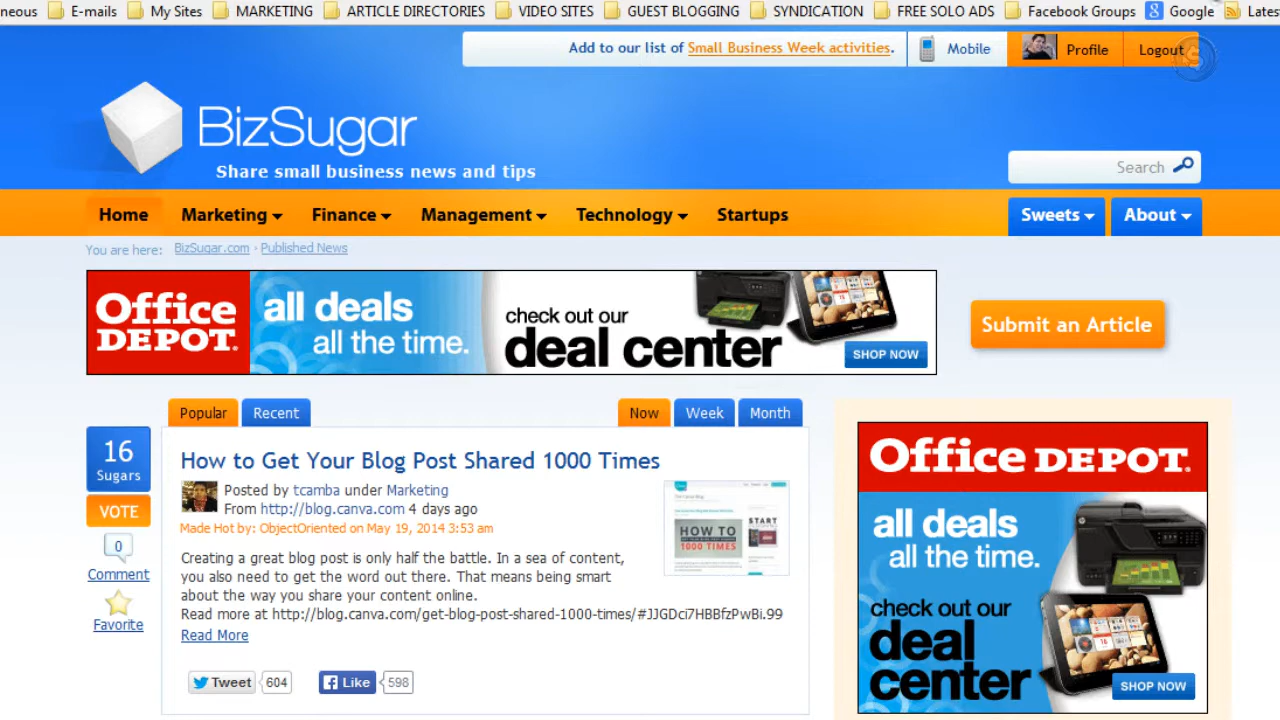 neous E-mails My Sites MARKETING ARTICLE DIRECTORIES VIDEO SITES GUEST BLOGGING SYNDICATION FREE SOLO ADS Facebook Groups Google Lates
Add to our list of Small Business Week activities. Mobile Profile Logout
BizSugar
Share small business news and tips
Search
Home Marketing Finance Management Technology Startups Sweets About
You are here: BizSugar.com › Published News
Office DEPOT.
all deals
all the time.
check out our
deal center
SHOP NOW
Submit an Article
Popular Recent Now Week Month
16
Sugars
VOTE
0
Comment
Favorite
How to Get Your Blog Post Shared 1000 Times
Posted by tcamba under Marketing
From http://blog.canva.com 4 days ago
Made Hot by: ObjectOriented on May 19, 2014 3:53 am
HOW TO
1000 TIMES
START
Creating a great blog post is only half the battle. In a sea of content,
you also need to get the word out there. That means being smart
about the way you share your content online.
Read more at http://blog.canva.com/get-blog-post-shared-1000-times/#JJGDci7HBBfzPwBi.99
Read More
Tweet 604 Like 598
Office DEPOT.
all deals
all the time.
check out our
deal
center
SHOP NOW